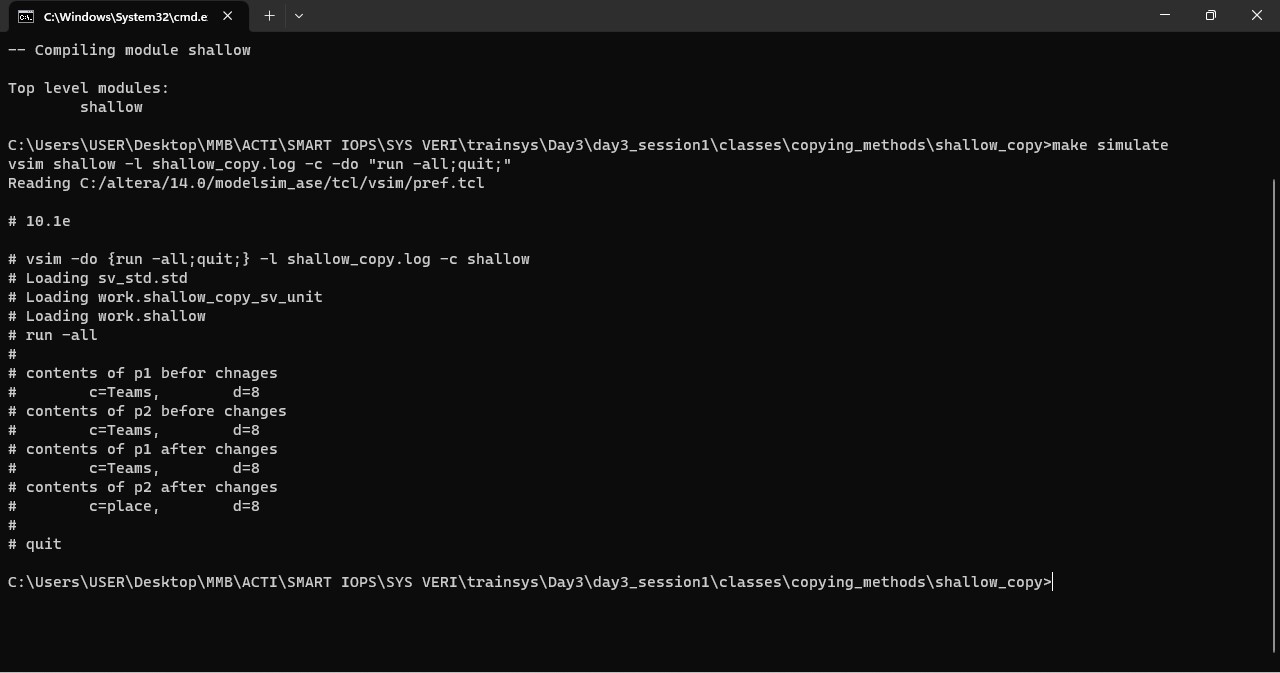 C:\Windows\System32\cmd.e
-- Compiling module shallow
Top level modules:
shallow
C:\Users\USER\Desktop\MMB\ACTI\SMART IOPS\SYS VERI\trainsys\Day3\day3_session1\classes\copying_methods\shallow_copy>make simulate
vsim shallow -l shallow_copy.log -c -do "run -all;quit;"
Reading C:/altera/14.0/modelsim_ase/tcl/vsim/pref.tcl
# 10.1e
# vsim -do {run -all;quit;} -l shallow_copy.log -c shallow
# Loading sv_std.std
# Loading work.shallow_copy_sv_unit
# Loading work.shallow
# run -all
#
# contents of p1 befor chnages
#        c=Teams,        d=8
# contents of p2 before changes
#        c=Teams,        d=8
# contents of p1 after changes
#        c=Teams,        d=8
# contents of p2 after changes
#        c=place,        d=8
#
# quit
C:\Users\USER\Desktop\MMB\ACTI\SMART IOPS\SYS VERI\trainsys\Day3\day3_session1\classes\copying_methods\shallow_copy>